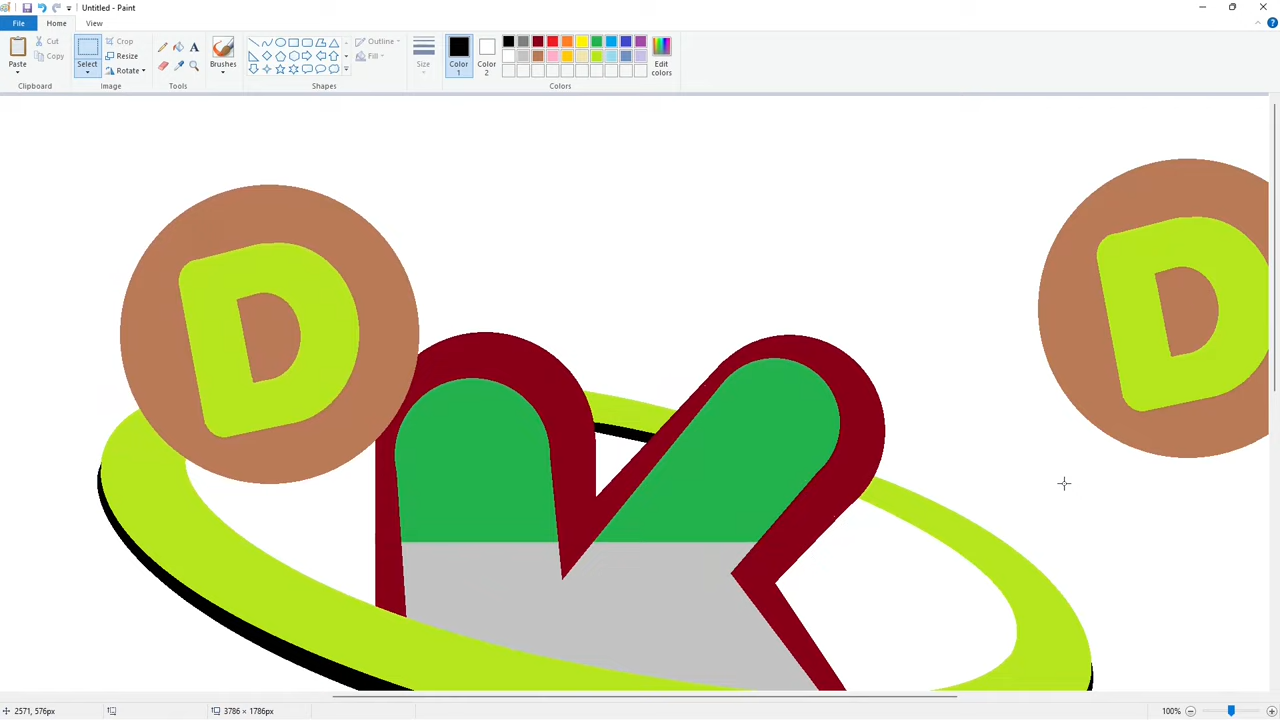 Untitled - Paint
File Home View
Paste
Cut
Copy
Clipboard
Select
Crop
Resize
Rotate
Image
A
Tools
Brushes
Outline
Fill
Shapes
Size
Color
1
Color
2
Edit
colors
Colors
D
D
K
2571, 576px
3786 × 1786px
100%